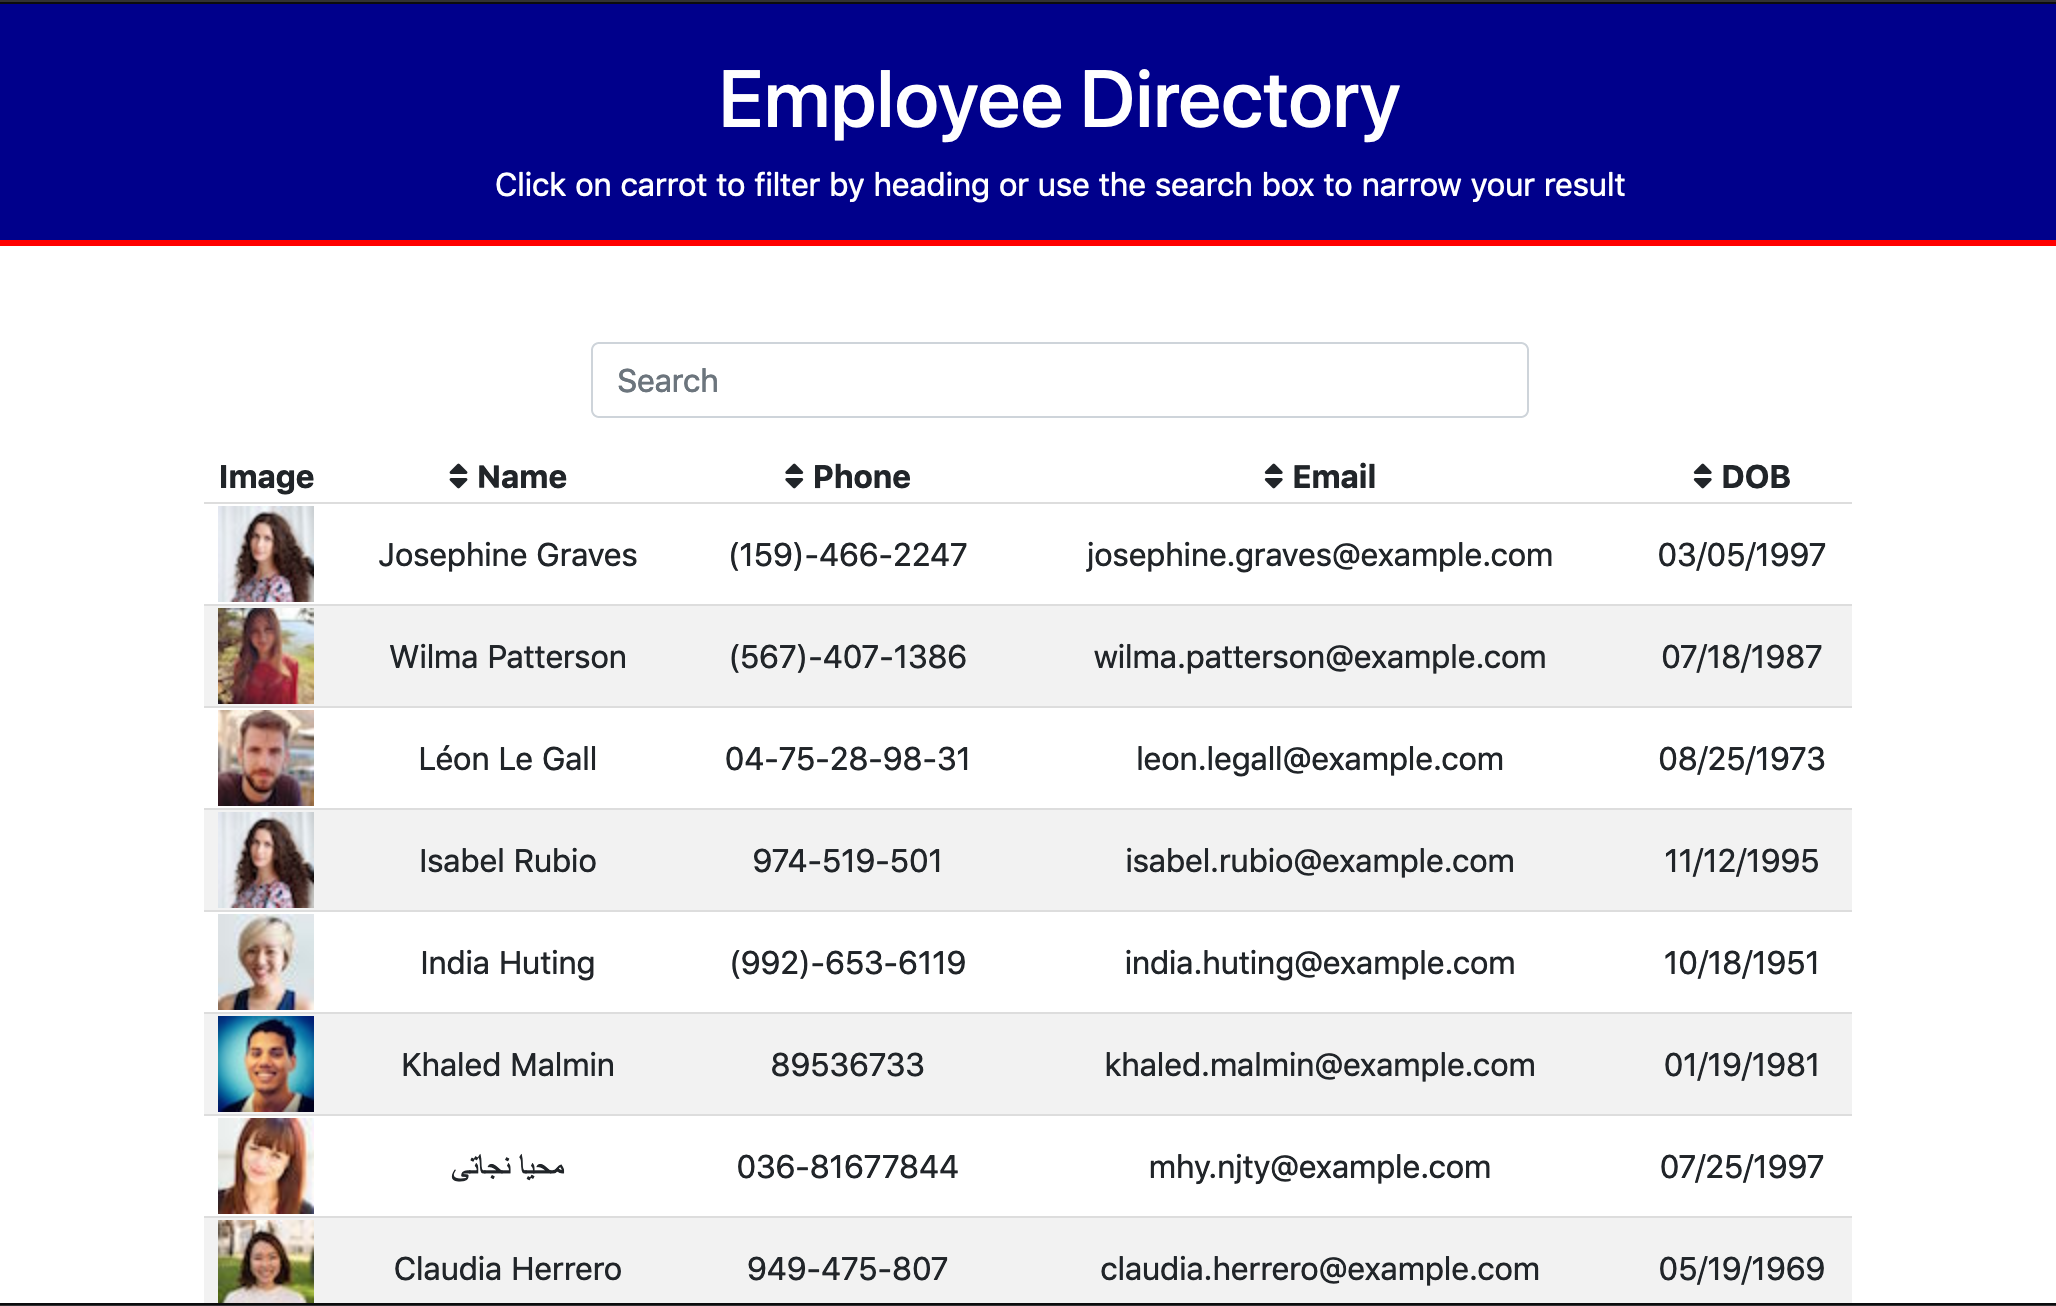 Employee Directory
Click on carrot to filter by heading or use the search box to narrow your result
Search
Image Name Phone Email DOB
Josephine Graves (159)-466-2247 josephine.graves@example.com 03/05/1997
Wilma Patterson (567)-407-1386 wilma.patterson@example.com 07/18/1987
Léon Le Gall 04-75-28-98-31 leon.legall@example.com 08/25/1973
Isabel Rubio 974-519-501 isabel.rubio@example.com 11/12/1995
India Huting (992)-653-6119 india.huting@example.com 10/18/1951
Khaled Malmin 89536733 khaled.malmin@example.com 01/19/1981
محیا نجاتی 036-81677844 mhy.njty@example.com 07/25/1997
Claudia Herrero 949-475-807 claudia.herrero@example.com 05/19/1969